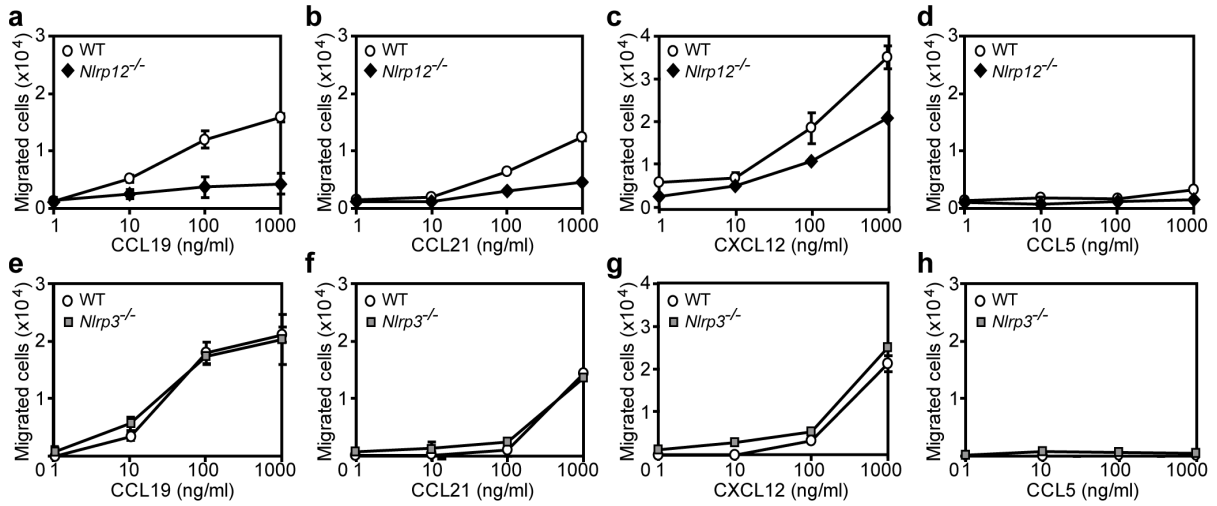 a
Migrated cells (x10⁴)
3
2
1
0
WT
Nlrp12-/-
1 10 100 1000
CCL19 (ng/ml)
b
Migrated cells (x10⁴)
3
2
1
0
WT
Nlrp12-/-
1 10 100 1000
CCL21 (ng/ml)
c
Migrated cells (x10⁴)
4
3
2
1
0
WT
Nlrp12-/-
1 10 100 1000
CXCL12 (ng/ml)
d
Migrated cells (x10⁴)
3
2
1
0
WT
Nlrp12-/-
1 10 100 1000
CCL5 (ng/ml)
e
Migrated cells (x10⁴)
3
2
1
0
WT
Nlrp3-/-
1 10 100 1000
CCL19 (ng/ml)
f
Migrated cells (x10⁴)
3
2
1
0
WT
Nlrp3-/-
1 10 100 1000
CCL21 (ng/ml)
g
Migrated cells (x10⁴)
4
3
2
1
0
WT
Nlrp3-/-
1 10 100 1000
CXCL12 (ng/ml)
h
Migrated cells (x10⁴)
3
2
1
0
WT
Nlrp3-/-
1 10 100 1000
CCL5 (ng/ml)